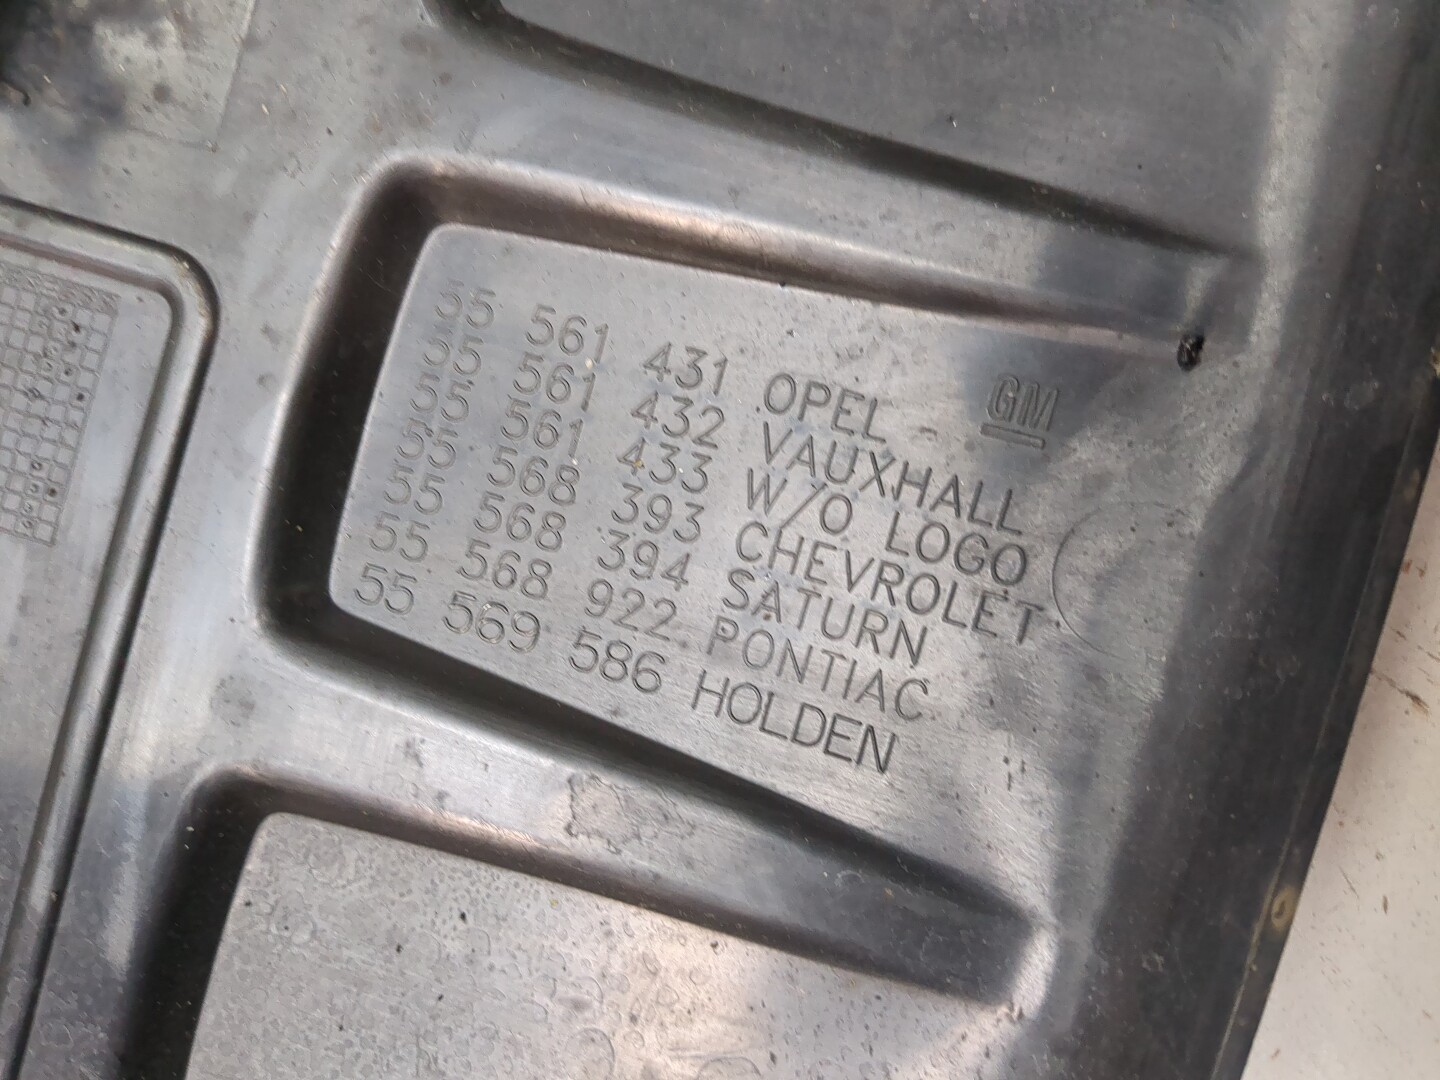 55 561 431 OPEL GM
55 561 432 VAUXHALL
55 561 433 W/O LOGO
55 568 393 CHEVROLET
55 568 394 SATURN
55 568 922 PONTIAC
55 569 586 HOLDEN